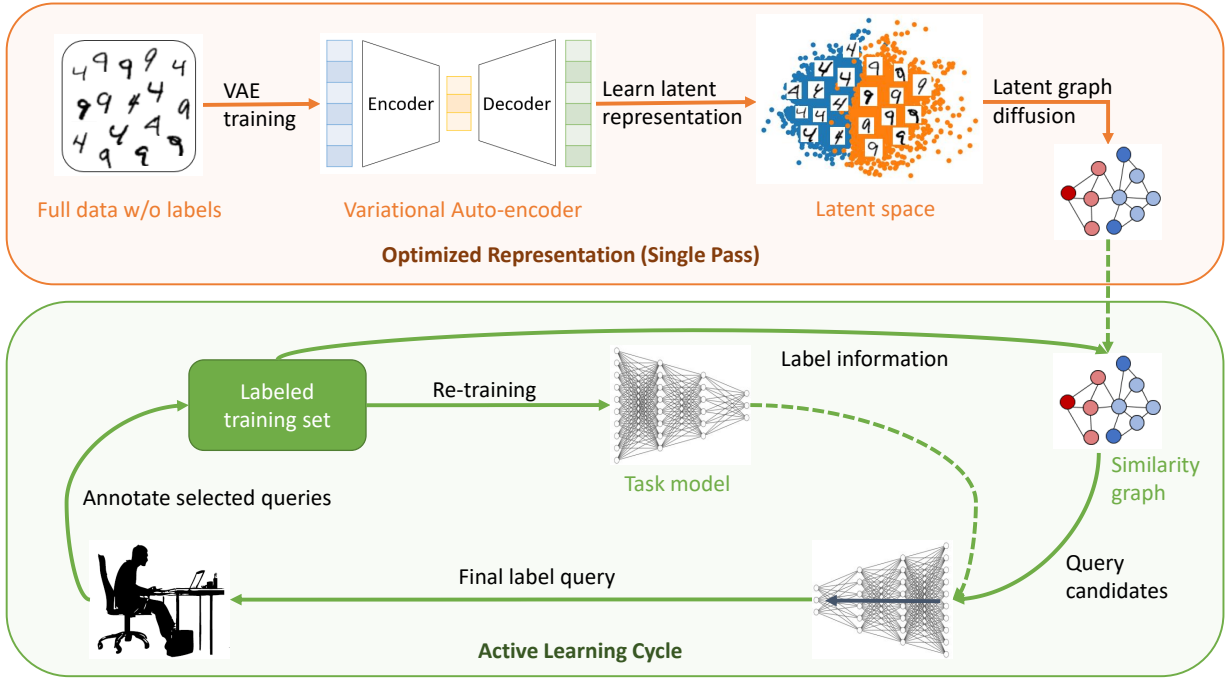 VAE
training
Encoder
Decoder
Learn latent
representation
Latent graph
diffusion
Full data w/o labels
Variational Auto-encoder
Latent space
Optimized Representation (Single Pass)
Labeled
training set
Re-training
Label information
Task model
Similarity
graph
Annotate selected queries
Final label query
Query
candidates
Active Learning Cycle